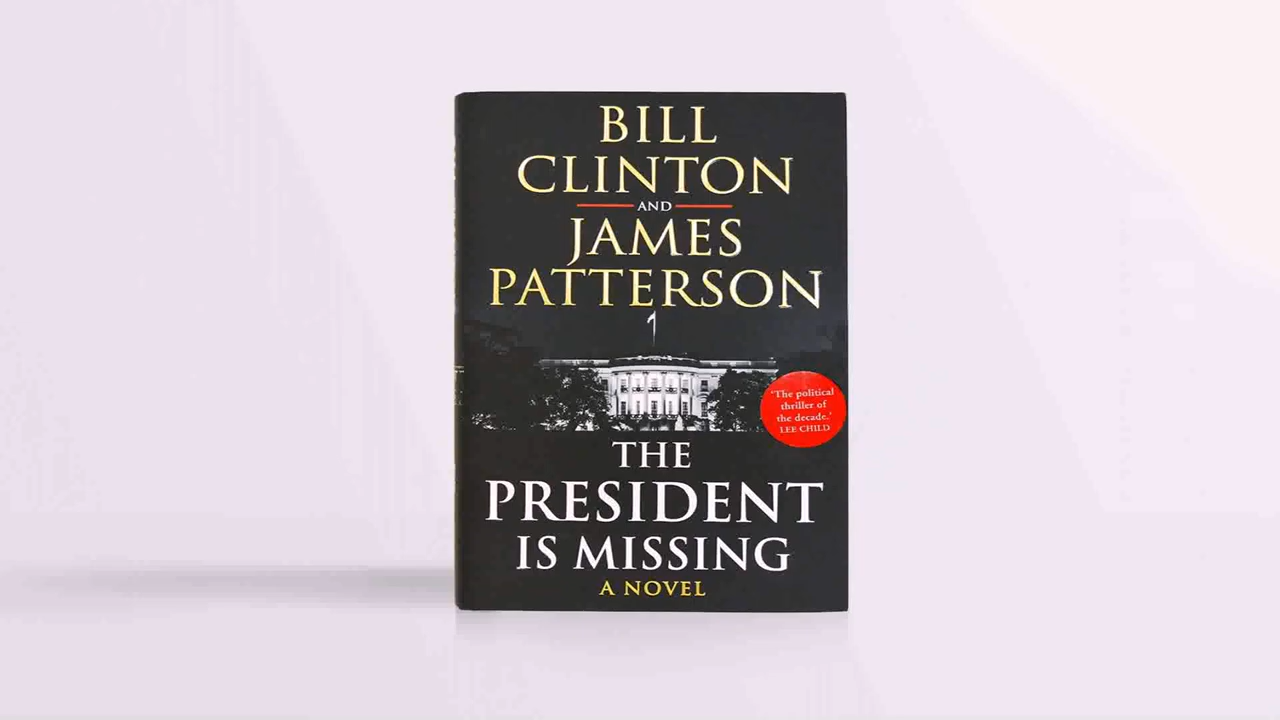 BILL
CLINTON
AND
JAMES
PATTERSON
'The political
thriller of
the decade.'
LEE CHILD
THE
PRESIDENT
IS MISSING
A NOVEL